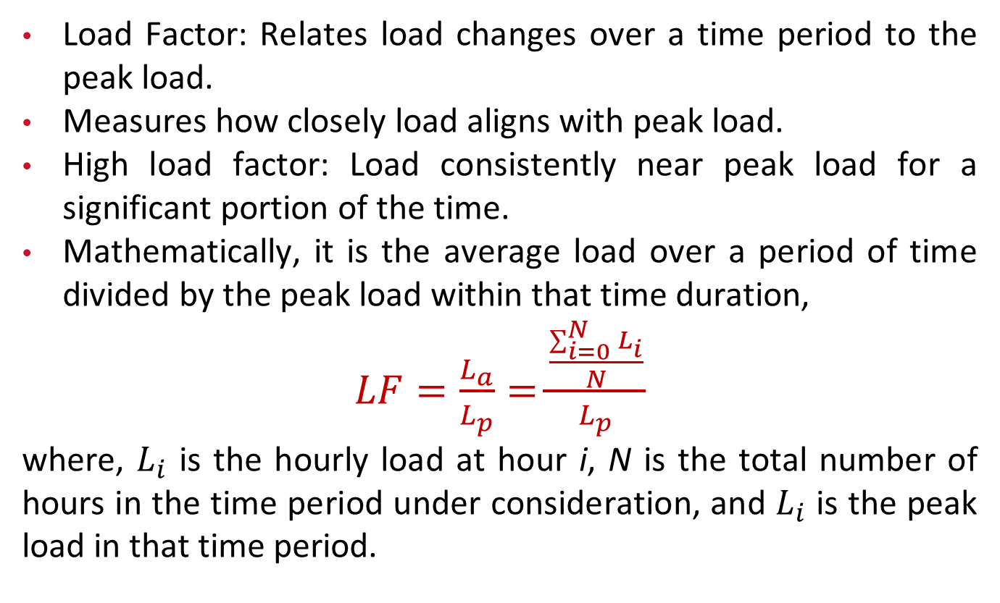 • Load Factor: Relates load changes over a time period to the
peak load.
• Measures how closely load aligns with peak load.
• High load factor: Load consistently near peak load for a
significant portion of the time.
• Mathematically, it is the average load over a period of time
divided by the peak load within that time duration,
$LF = \frac{L_a}{L_p} = \frac{\frac{\sum_{i=0}^{N} L_i}{N}}{L_p}$
where, $L_i$ is the hourly load at hour i, N is the total number of
hours in the time period under consideration, and $L_i$ is the peak
load in that time period.